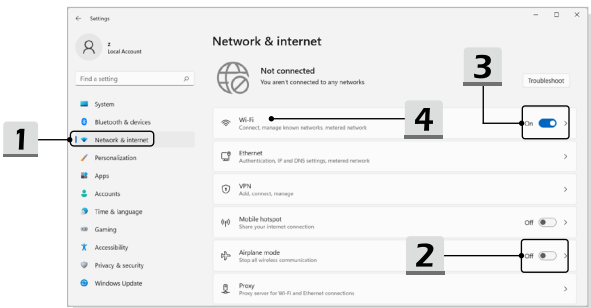 Settings
z
Local Account
Find a setting
System
Bluetooth & devices
Network & internet
Personalization
Apps
Accounts
Time & language
Gaming
Accessibility
Privacy & security
Windows Update
Network & internet
Not connected
You aren't connected to any networks
Troubleshoot
Wi-Fi
Connect, manage known networks, metered network
On
Ethernet
Authentication, IP and DNS settings, metered network
VPN
Add, connect, manage
Mobile hotspot
Share your internet connection
Off
Airplane mode
Stop all wireless communication
Off
Proxy
Proxy server for Wi-Fi and Ethernet connections
1
2
3
4